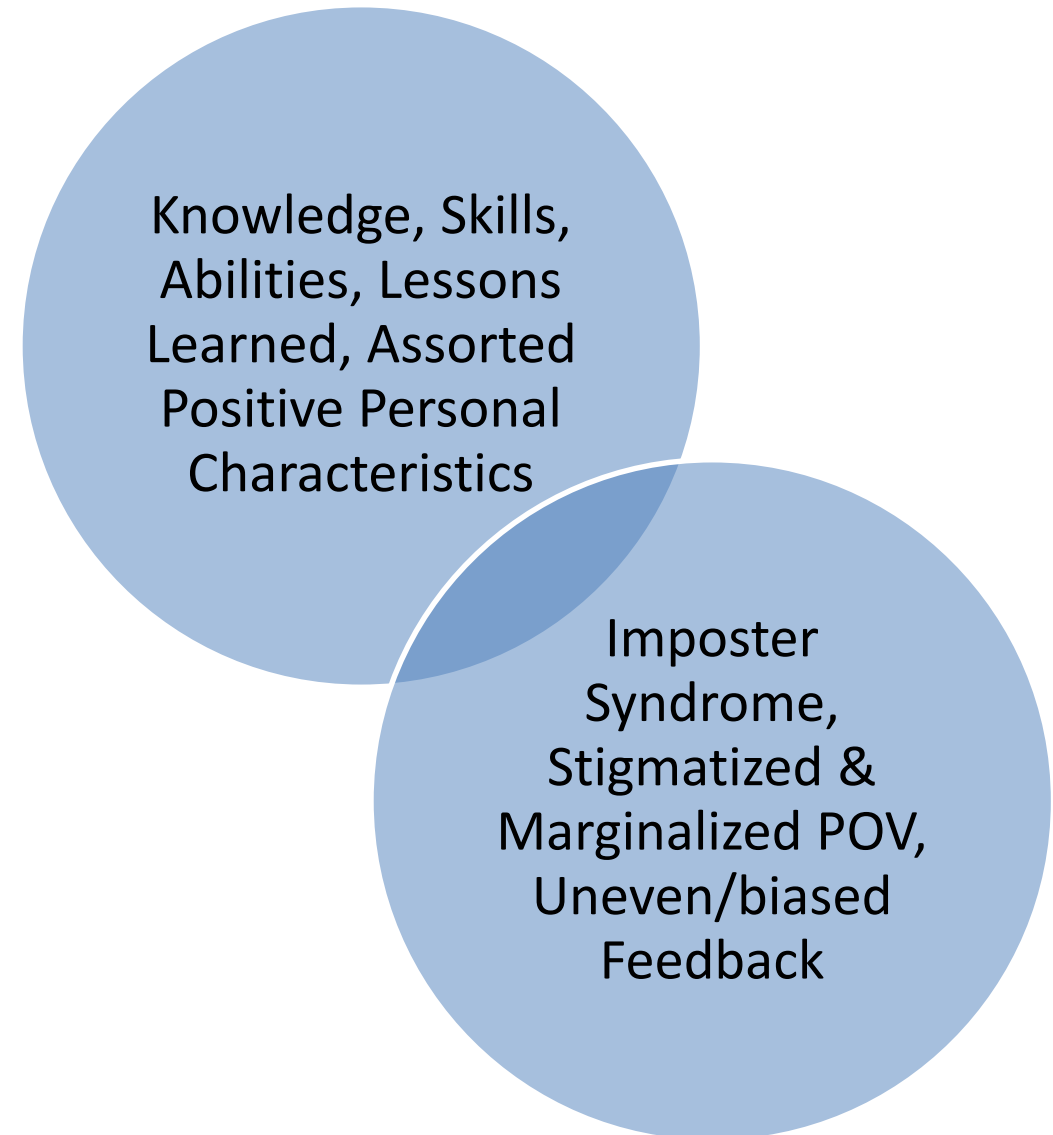 Knowledge, Skills,
Abilities, Lessons
Learned, Assorted
Positive Personal
Characteristics
Imposter
Syndrome,
Stigmatized &
Marginalized POV,
Uneven/biased
Feedback